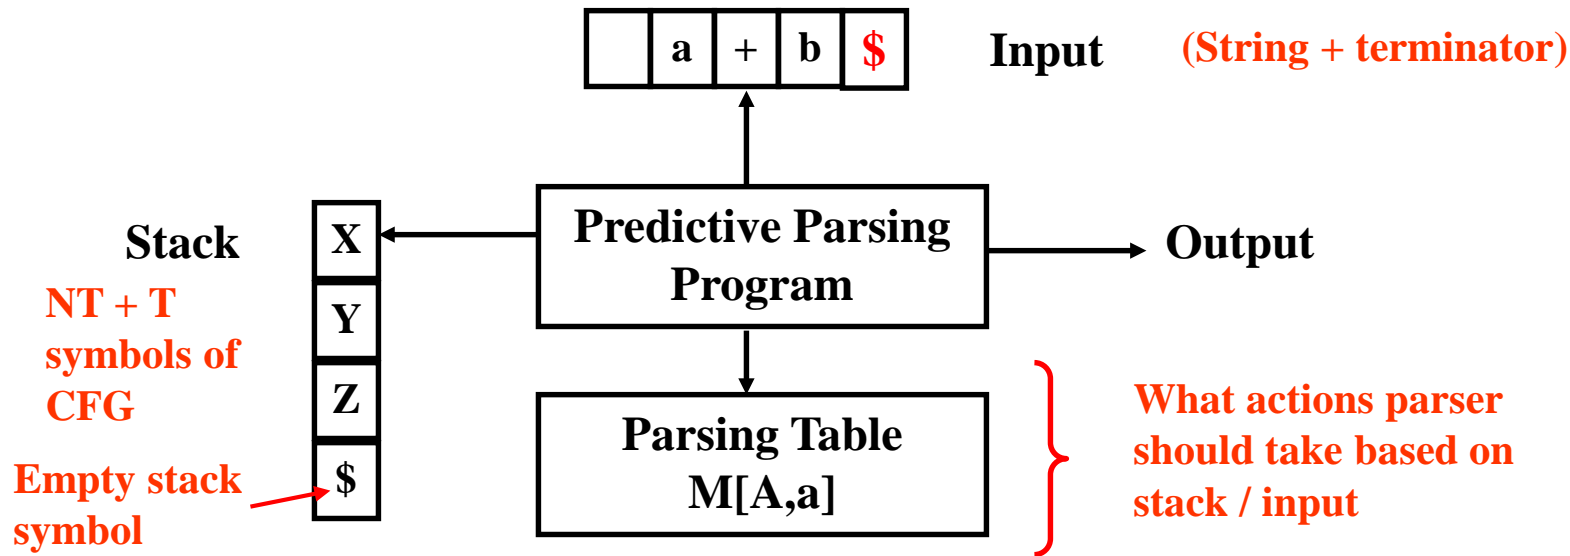 a + b $ Input (String + terminator)
Stack
X
Y
Z
$
NT + T
symbols of
CFG
Empty stack
symbol
Predictive Parsing
Program
Output
Parsing Table
M[A,a]
What actions parser
should take based on
stack / input